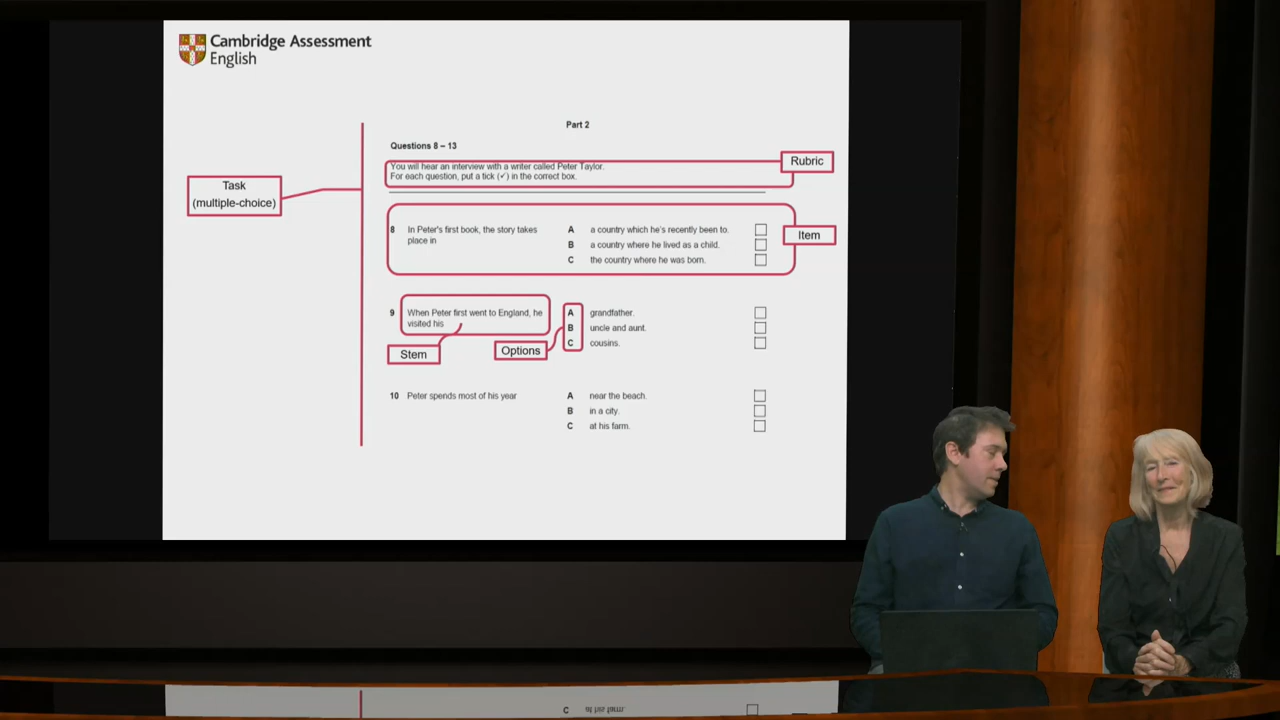 Cambridge Assessment
English
Part 2
Questions 8 – 13
You will hear an interview with a writer called Peter Taylor.
For each question, put a tick (✓) in the correct box.
Rubric
Task
(multiple-choice)
8 In Peter's first book, the story takes
place in
A a country which he's recently been to.
B a country where he lived as a child.
C the country where he was born.
Item
9 When Peter first went to England, he
visited his
A grandfather.
B uncle and aunt.
C cousins.
Stem
Options
10 Peter spends most of his year
A near the beach.
B in a city.
C at his farm.
C at his farm.